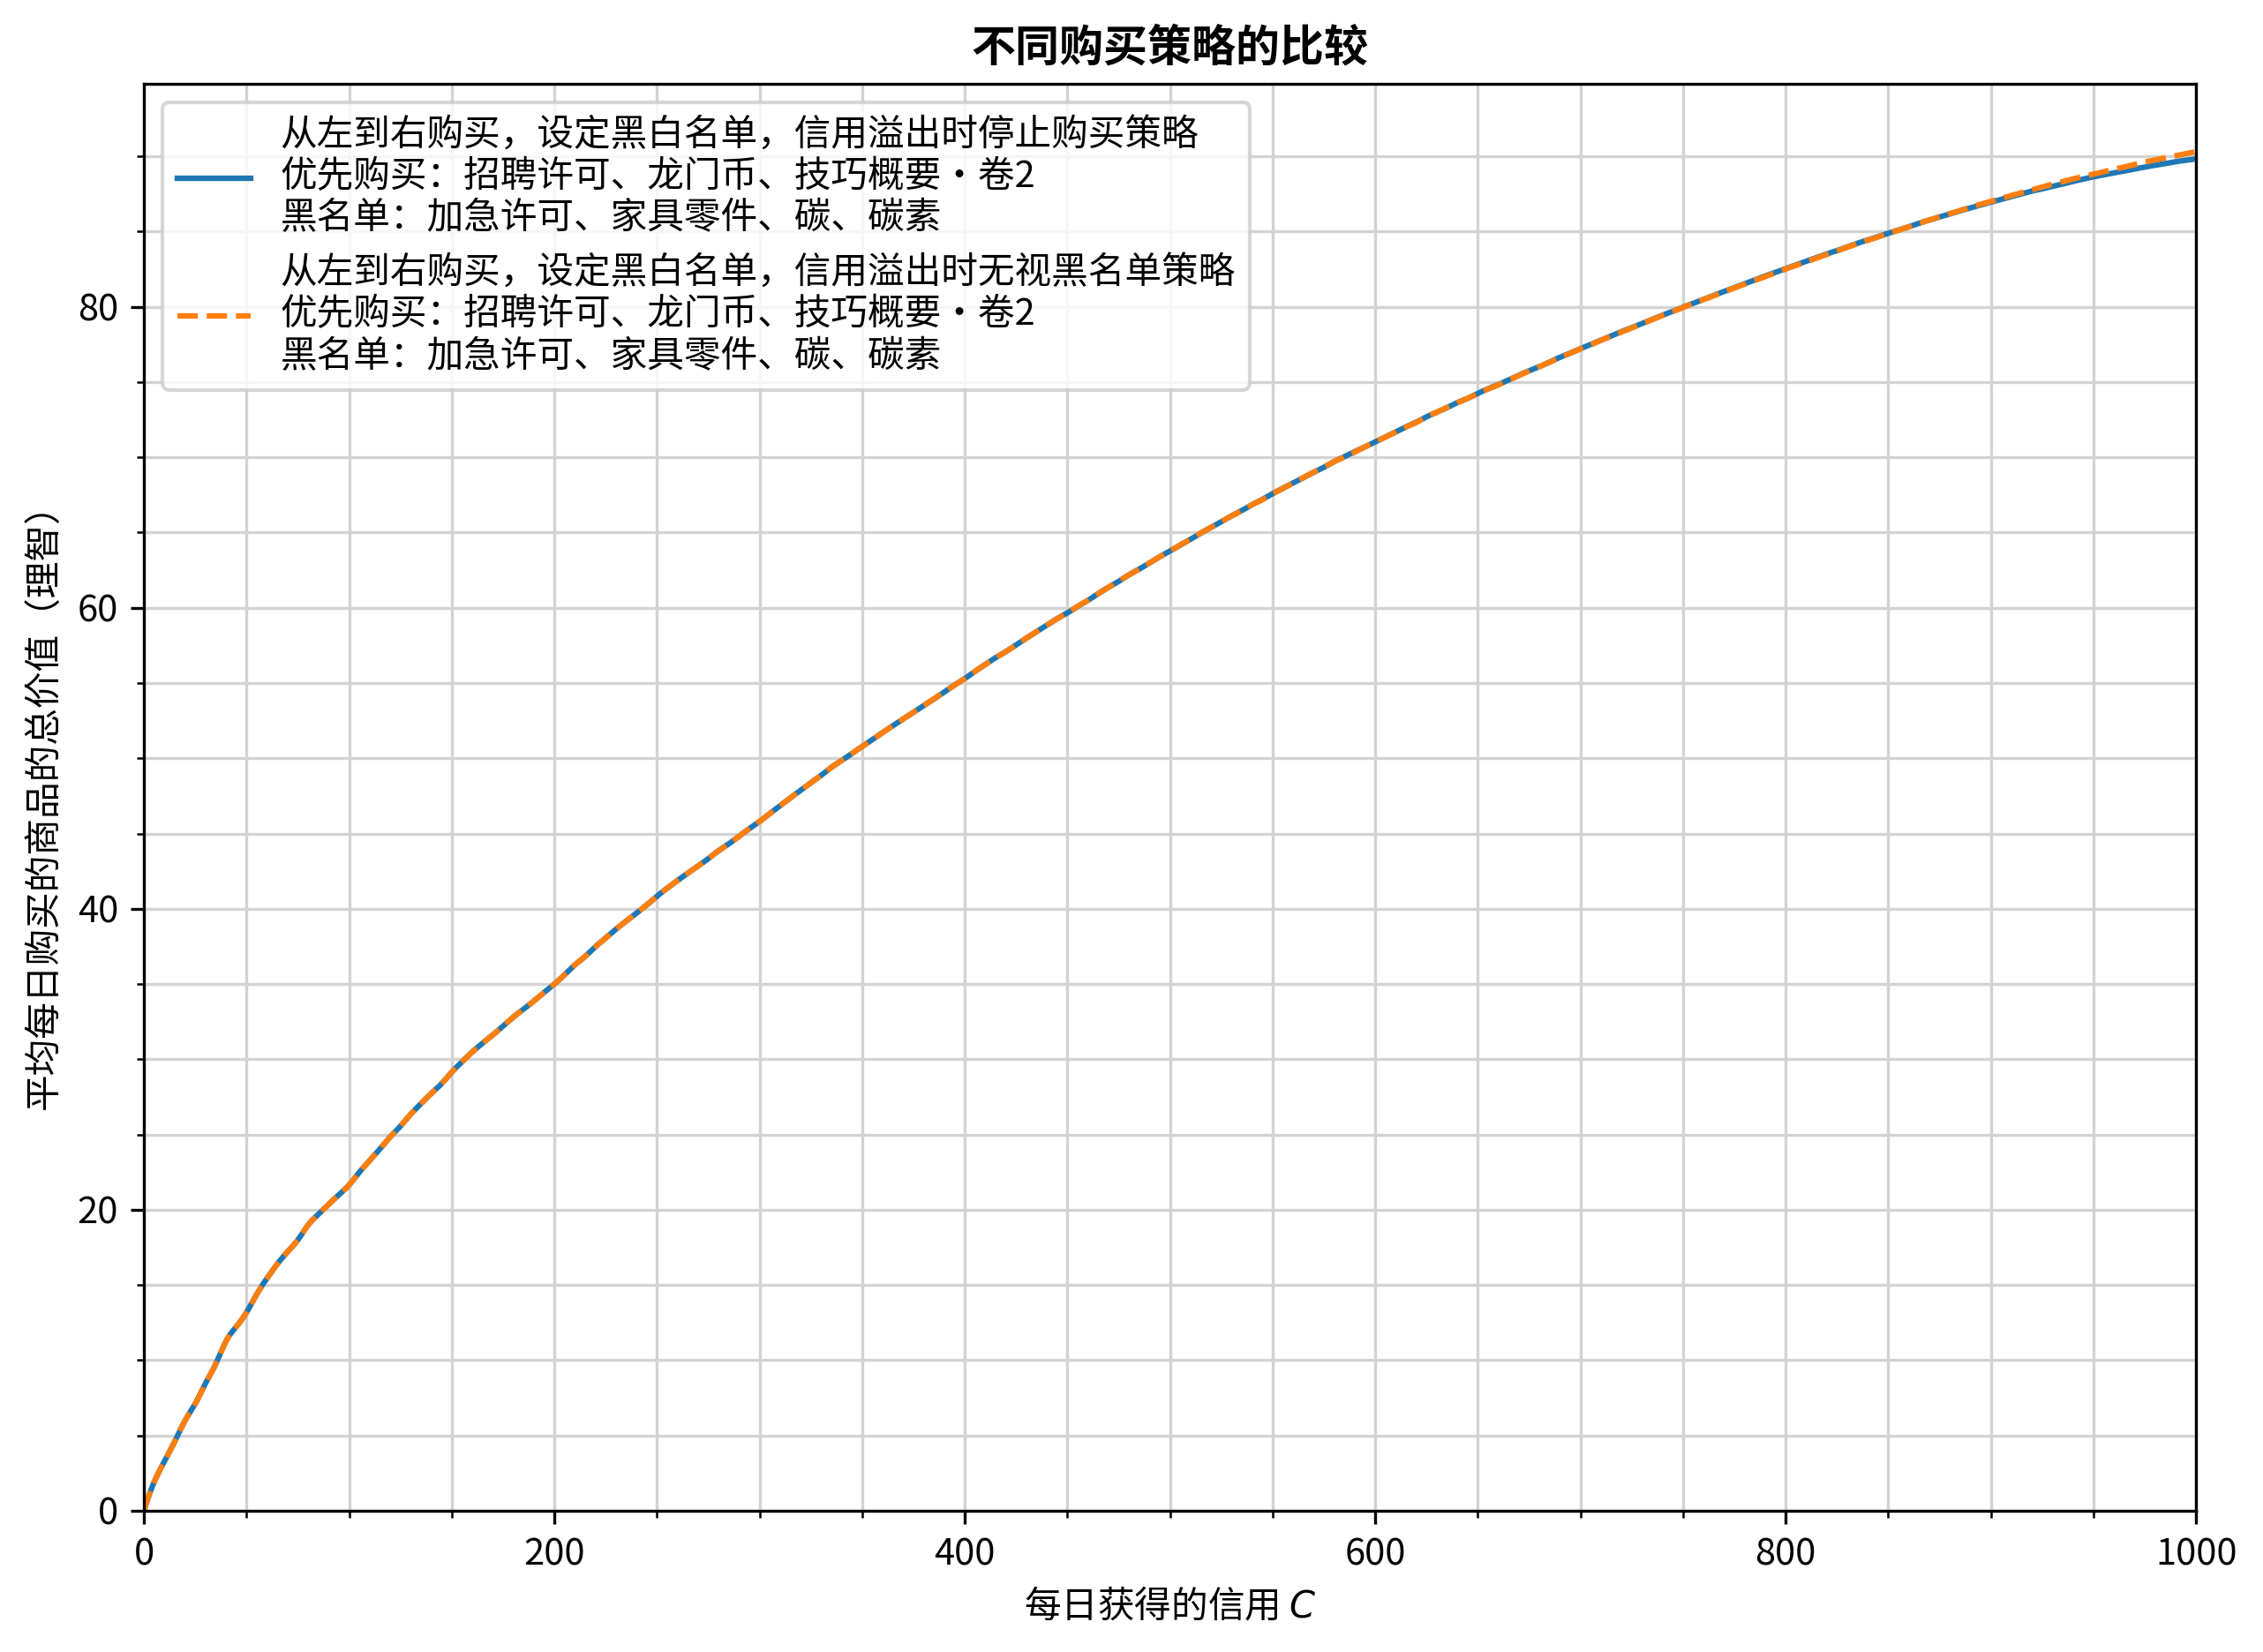 不同购买策略的比较
从左到右购买，设定黑白名单，信用溢出时停止购买策略
优先购买：招聘许可、龙门币、技巧概要·卷2
黑名单：加急许可、家具零件、碳、碳素
从左到右购买，设定黑白名单，信用溢出时无视黑名单策略
优先购买：招聘许可、龙门币、技巧概要·卷2
黑名单：加急许可、家具零件、碳、碳素
平均每日购买的商品的总价值（理智）
80
60
40
20
0
0 200 400 600 800 1000
每日获得的信用 C